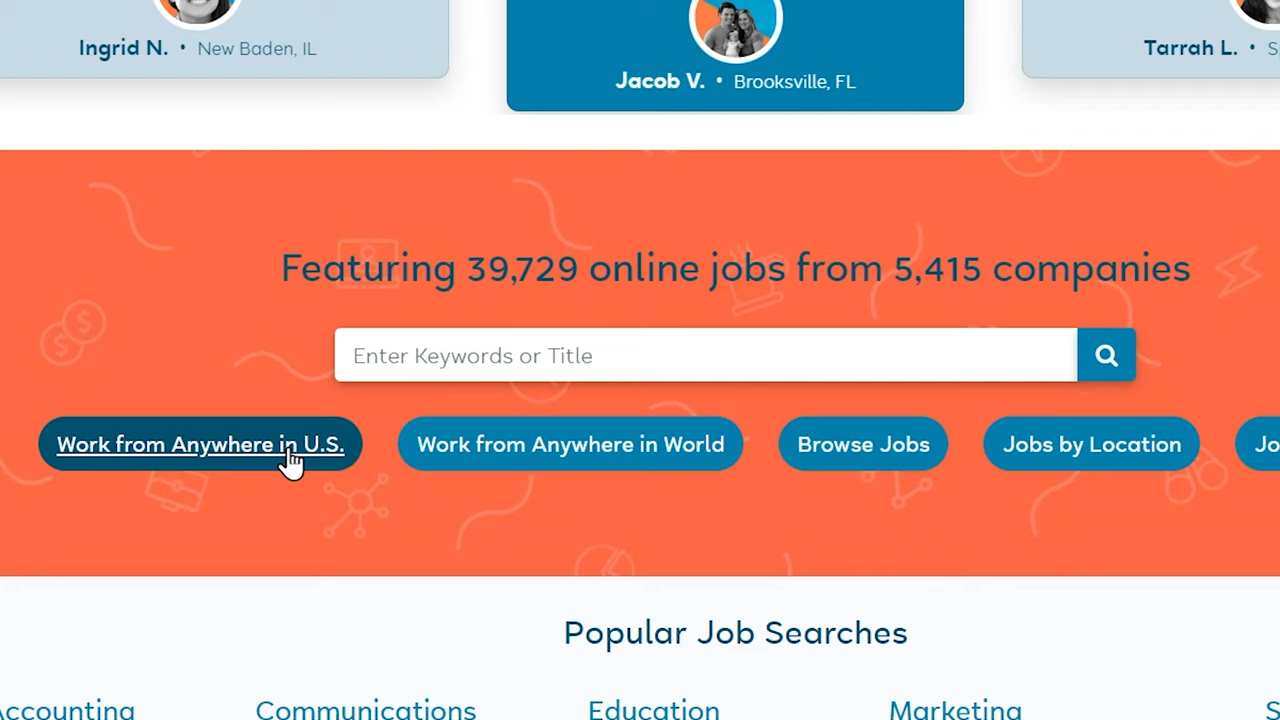 Ingrid N. • New Baden, IL
Jacob V. • Brooksville, FL
Tarrah L. •
Featuring 39,729 online jobs from 5,415 companies
Enter Keywords or Title
Work from Anywhere in U.S.
Work from Anywhere in World
Browse Jobs
Jobs by Location
Popular Job Searches
Accounting
Communications
Education
Marketing